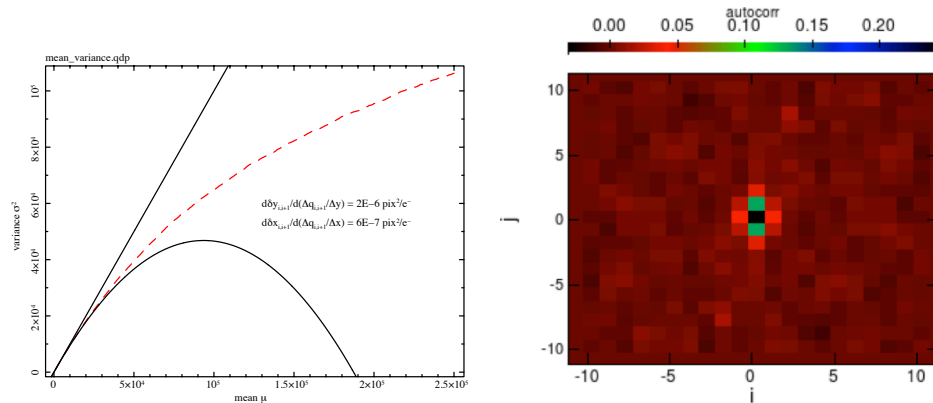 mean_variance.qdp
10⁵
8×10⁴
6×10⁴
4×10⁴
2×10⁴
0
variance σ²
dδy_{i,i+1}/d(Δq_{i,i+1}/Δy) = 2E−6 pix²/e⁻
dδx_{i,i+1}/d(Δq_{i,i+1}/Δx) = 6E−7 pix²/e⁻
0 5×10⁴ 10⁵ 1.5×10⁵ 2×10⁵ 2.5×10⁵
mean μ
0.00 0.05 0.10 0.15 0.20
autocorr
10
5
0
-5
-10
j
-10 -5 0 5 10
i